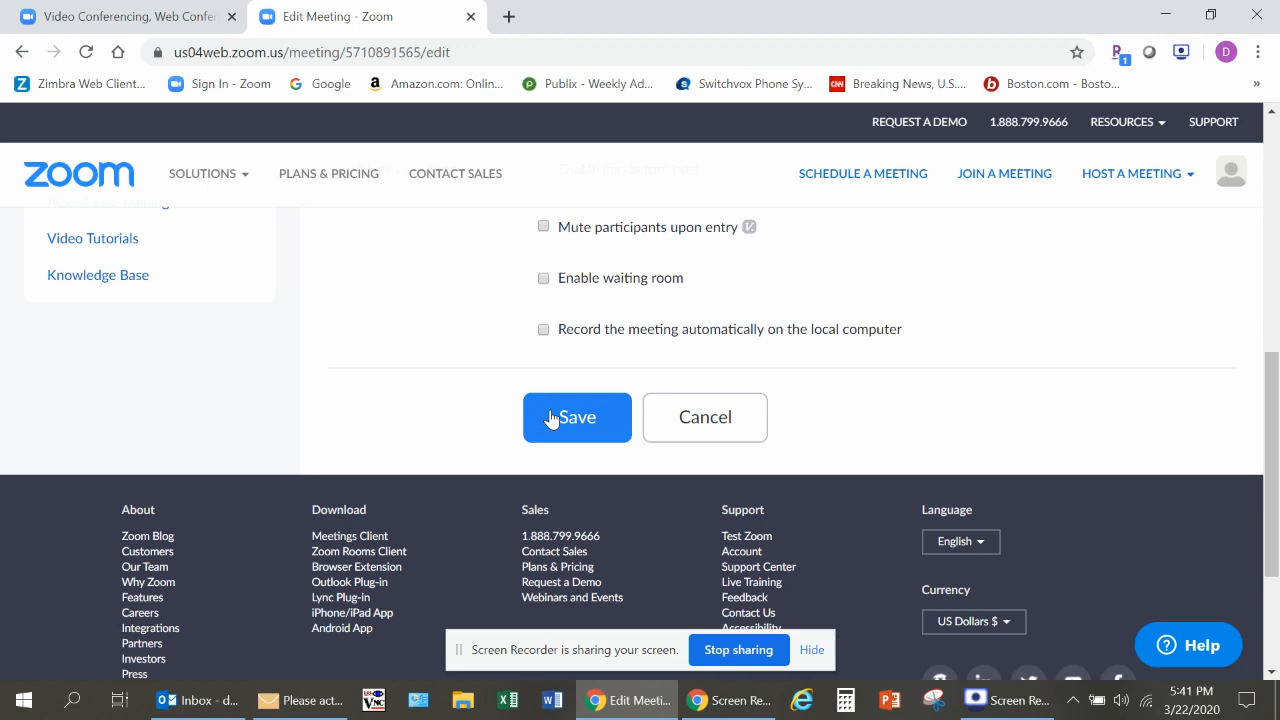 Video Conferencing, Web Confer
Edit Meeting - Zoom
us04web.zoom.us/meeting/5710891565/edit
1
D
Zimbra Web Client...
Sign In - Zoom
Google
Amazon.com: Onlin...
Publix - Weekly Ad...
Switchvox Phone Sy...
Breaking News, U.S....
Boston.com - Bosto...
»
REQUEST A DEMO
1.888.799.9666
RESOURCES
SUPPORT
zoom
SOLUTIONS
PLANS & PRICING
CONTACT SALES
SCHEDULE A MEETING
JOIN A MEETING
HOST A MEETING
Video Tutorials
Knowledge Base
Mute participants upon entry
Enable waiting room
Record the meeting automatically on the local computer
Save
Cancel
About
Zoom Blog
Customers
Our Team
Why Zoom
Features
Careers
Integrations
Partners
Investors
Press
Download
Meetings Client
Zoom Rooms Client
Browser Extension
Outlook Plug-in
Lync Plug-in
iPhone/iPad App
Android App
Sales
1.888.799.9666
Contact Sales
Plans & Pricing
Request a Demo
Webinars and Events
Support
Test Zoom
Account
Support Center
Live Training
Feedback
Contact Us
Accessibility
Language
English
Currency
US Dollars $
Help
Screen Recorder is sharing your screen.
Stop sharing
Hide
Inbox - d...
Please act...
Edit Meeti...
Screen Re...
Screen Re...
5:41 PM
3/22/2020